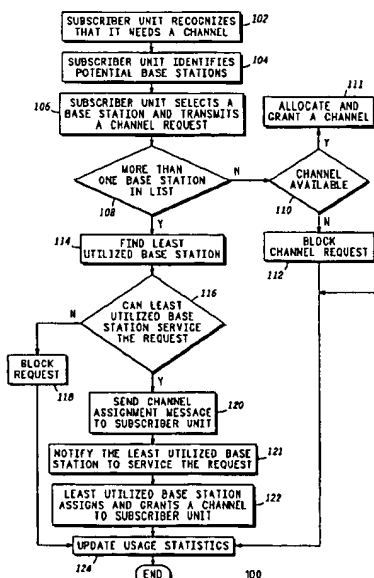 SUBSCRIBER UNIT RECOGNIZES
THAT IT NEEDS A CHANNEL
102
SUBSCRIBER UNIT IDENTIFIES
POTENTIAL BASE STATIONS
104
106
SUBSCRIBER UNIT SELECTS A
BASE STATION AND TRANSMITS
A CHANNEL REQUEST
111
ALLOCATE AND
GRANT A CHANNEL
Y
MORE THAN
ONE BASE STATION
IN LIST
108
N
CHANNEL
AVAILABLE
110
Y
N
114
FIND LEAST
UTILIZED BASE STATION
BLOCK
CHANNEL REQUEST
112
116
CAN LEAST
UTILIZED BASE
STATION SERVICE
THE REQUEST
N
BLOCK
REQUEST
118
Y
120
SEND CHANNEL
ASSIGNMENT MESSAGE
TO SUBSCRIBER UNIT
121
NOTIFY THE LEAST UTILIZED BASE
STATION TO SERVICE THE REQUEST
122
LEAST UTILIZED BASE STATION
ASSIGNS AND GRANTS A CHANNEL
TO SUBSCRIBER UNIT
UPDATE USAGE STATISTICS
124
END
100